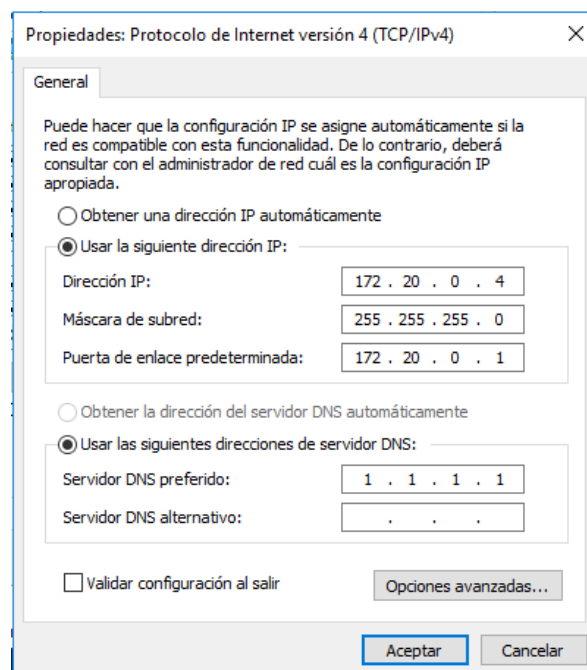 Propiedades: Protocolo de Internet versión 4 (TCP/IPv4)
General
Puede hacer que la configuración IP se asigne automáticamente si la
red es compatible con esta funcionalidad. De lo contrario, deberá
consultar con el administrador de red cuál es la configuración IP
apropiada.
Obtener una dirección IP automáticamente
Usar la siguiente dirección IP:
Dirección IP: 172 . 20 . 0 . 4
Máscara de subred: 255 . 255 . 255 . 0
Puerta de enlace predeterminada: 172 . 20 . 0 . 1
Obtener la dirección del servidor DNS automáticamente
Usar las siguientes direcciones de servidor DNS:
Servidor DNS preferido: 1 . 1 . 1 . 1
Servidor DNS alternativo: . . .
Validar configuración al salir Opciones avanzadas...
Aceptar Cancelar